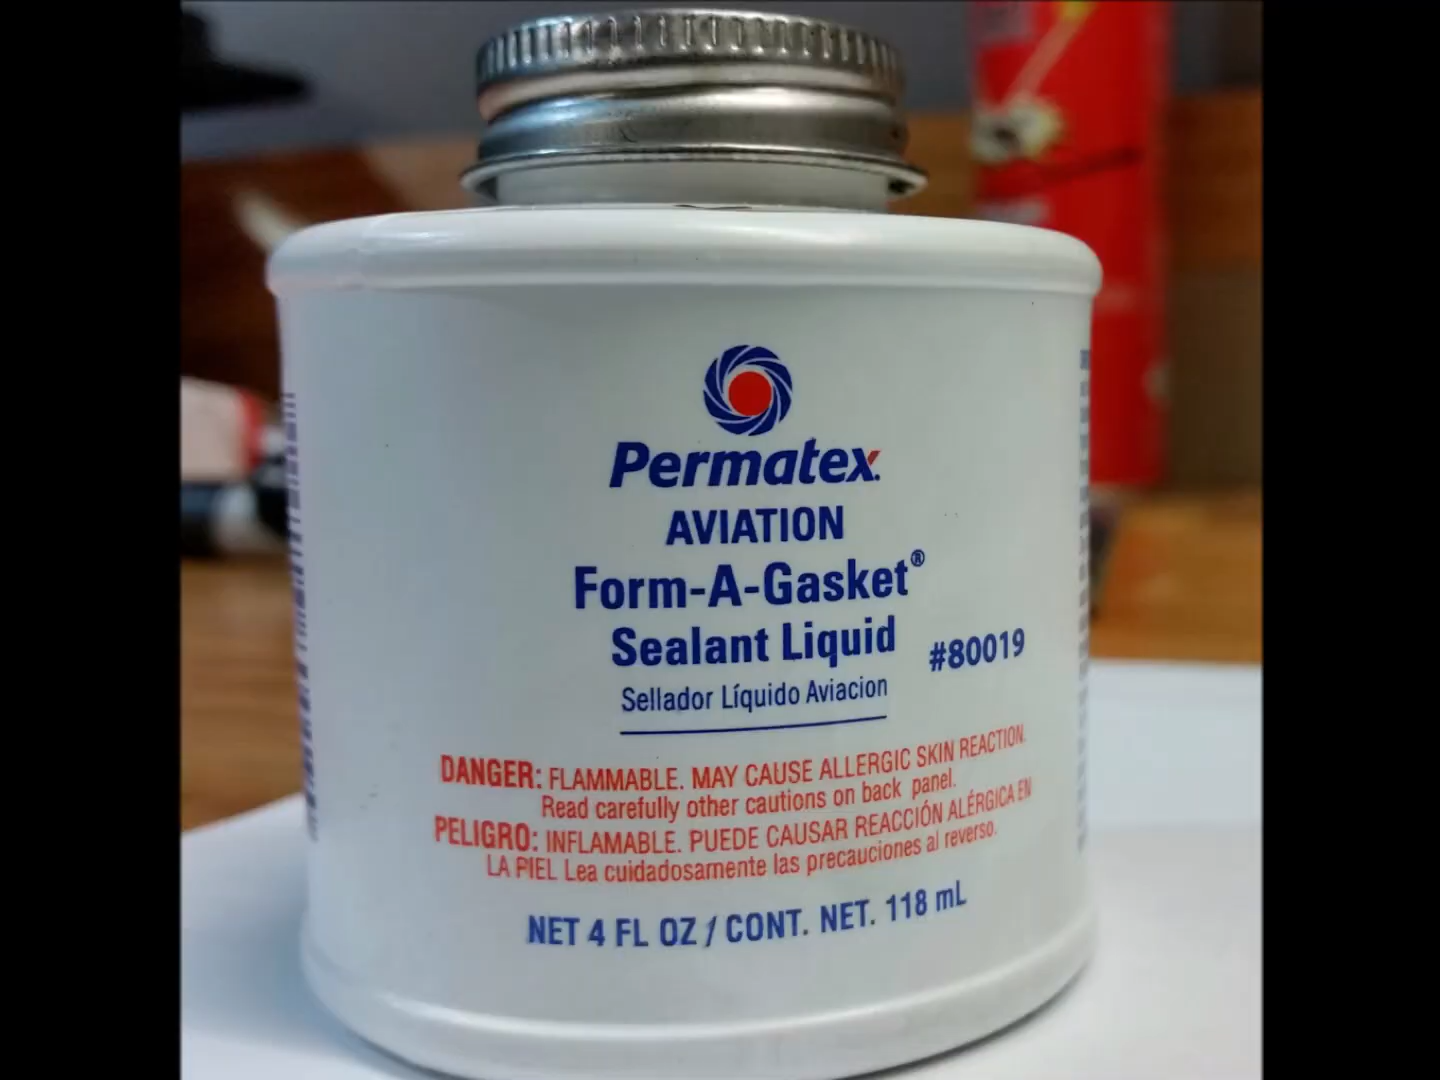 Permatex.
AVIATION
Form-A-Gasket®
Sealant Liquid
#80019
Sellador Líquido Aviacion
DANGER: FLAMMABLE. MAY CAUSE ALLERGIC SKIN REACTION.
Read carefully other cautions on back panel.
PELIGRO: INFLAMABLE. PUEDE CAUSAR REACCIÓN ALÉRGICA EN
LA PIEL Lea cuidadosamente las precauciones al reverso.
NET 4 FL OZ / CONT. NET. 118 mL